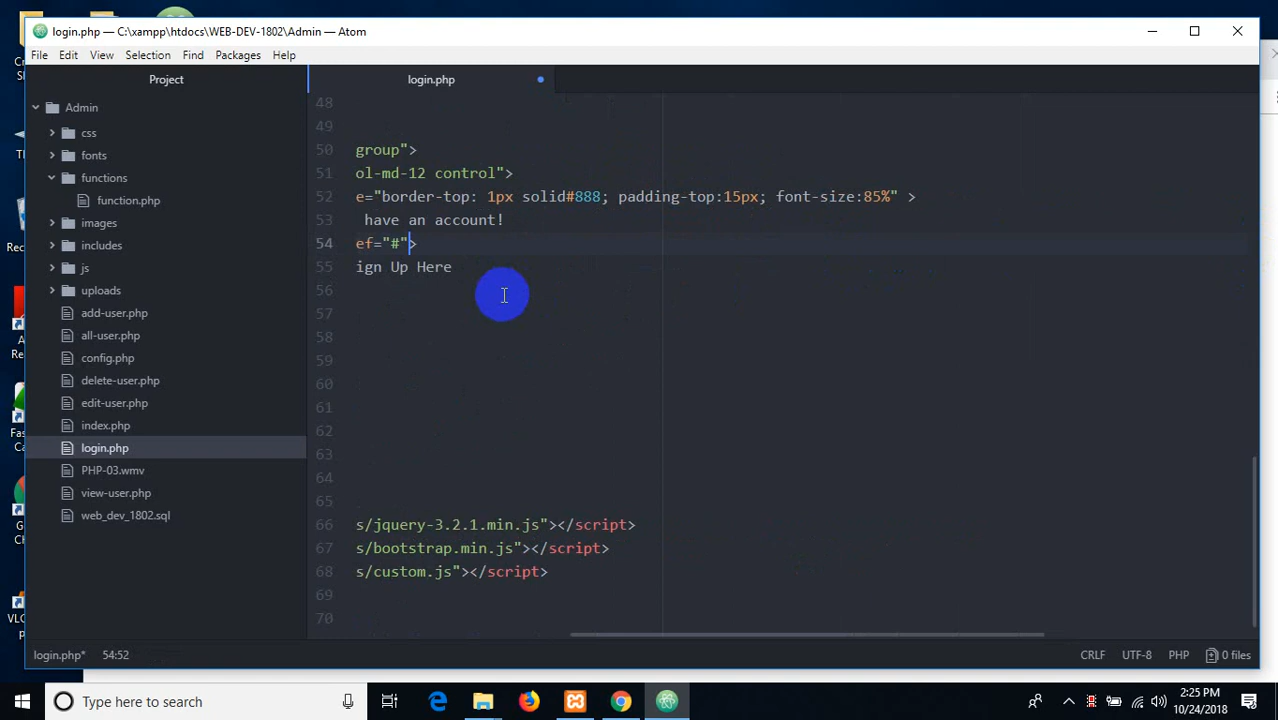 login.php — C:\xampp\htdocs\WEB-DEV-1802\Admin — Atom
File Edit View Selection Find Packages Help
Project
login.php
Admin
css
fonts
functions
function.php
images
includes
js
uploads
add-user.php
all-user.php
config.php
delete-user.php
edit-user.php
index.php
login.php
PHP-03.wmv
view-user.php
web_dev_1802.sql
48
49
50 group">
51 ol-md-12 control">
52 e="border-top: 1px solid#888; padding-top:15px; font-size:85%" >
53 have an account!
54 ef="#">
55 ign Up Here
56
57
58
59
60
61
62
63
64
65
66 s/jquery-3.2.1.min.js"></script>
67 s/bootstrap.min.js"></script>
68 s/custom.js"></script>
69
70
login.php* 54:52 CRLF UTF-8 PHP 0 files
Type here to search
2:25 PM
10/24/2018